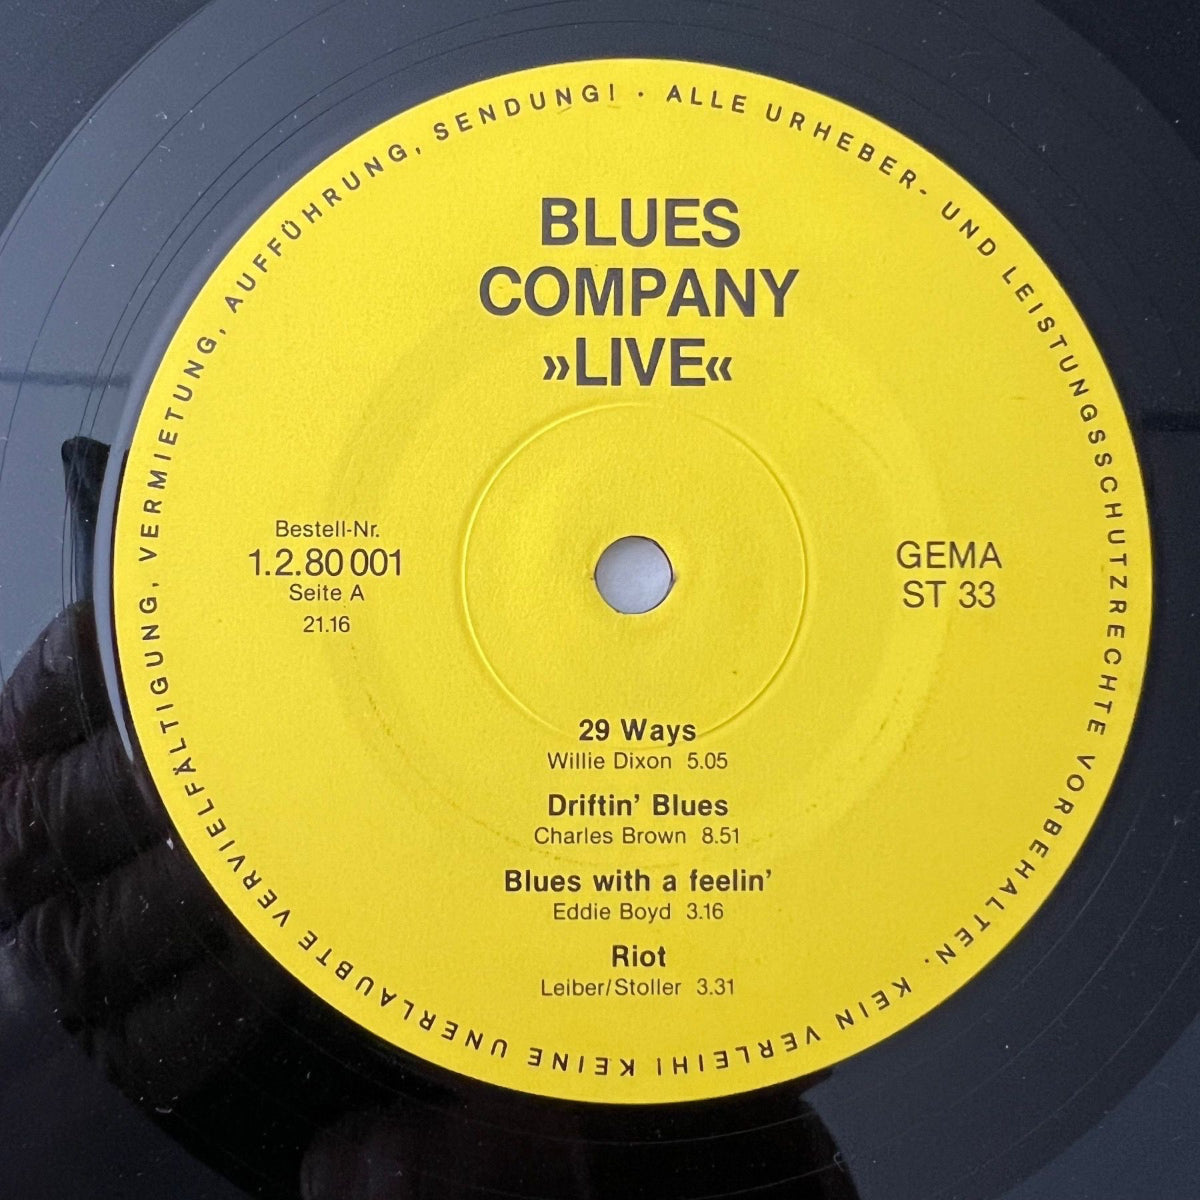 BLUES
COMPANY
»LIVE«
Bestell-Nr.
1.2.80 001
Seite A
21.16
GEMA
ST 33
29 Ways
Willie Dixon 5.05
Driftin' Blues
Charles Brown 8.51
Blues with a feelin'
Eddie Boyd 3.16
Riot
Leiber/Stoller 3.31
· ALLE URHEBER- UND LEISTUNGSSCHUTZRECHTE VORBEHALTEN. KEIN VERLEIH! KEINE UNERLAUBTE VERVIELFÄLTIGUNG, VERMIETUNG, AUFFÜHRUNG, SENDUNG!